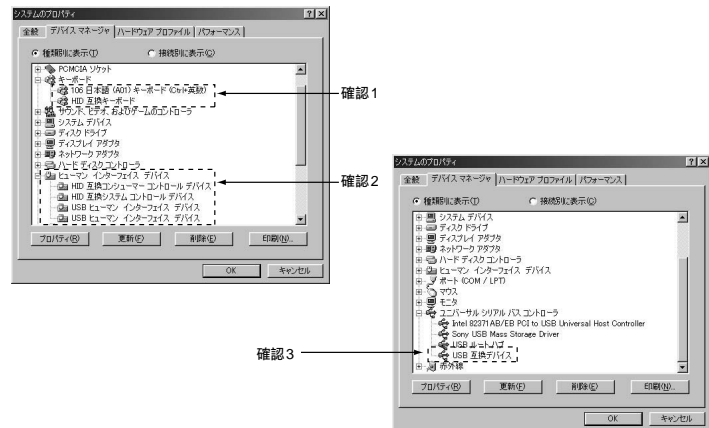 システムのプロパティ
全般 デバイス マネージャ ハードウェア プロファイル パフォーマンス
種類別に表示(T) 接続別に表示(C)
PCMCIA ソケット
キーボード
106 日本語 (A01) キーボード (Ctrl+英数)
HID 互換キーボード
サウンド、ビデオ、およびゲームのコントローラ
システム デバイス
ディスク ドライブ
ディスプレイ アダプタ
ネットワーク アダプタ
ハード ディスク コントローラ
ヒューマン インターフェイス デバイス
HID 互換コンシューマー コントロール デバイス
HID 互換システム コントロール デバイス
USB ヒューマン インターフェイス デバイス
USB ヒューマン インターフェイス デバイス
プロパティ(R) 更新(F) 削除(E) 印刷(N)...
OK キャンセル
確認1
確認2
システムのプロパティ
全般 デバイス マネージャ ハードウェア プロファイル パフォーマンス
種類別に表示(T) 接続別に表示(C)
システム デバイス
ディスク ドライブ
ディスプレイ アダプタ
ネットワーク アダプタ
ハード ディスク コントローラ
ヒューマン インターフェイス デバイス
ポート (COM / LPT)
マウス
モニタ
ユニバーサル シリアル バス コントローラ
Intel 82371AB/EB PCI to USB Universal Host Controller
Sony USB Mass Storage Driver
USB ルート ハブ
USB 互換デバイス
赤外線
プロパティ(R) 更新(F) 削除(E) 印刷(N)...
OK キャンセル
確認3